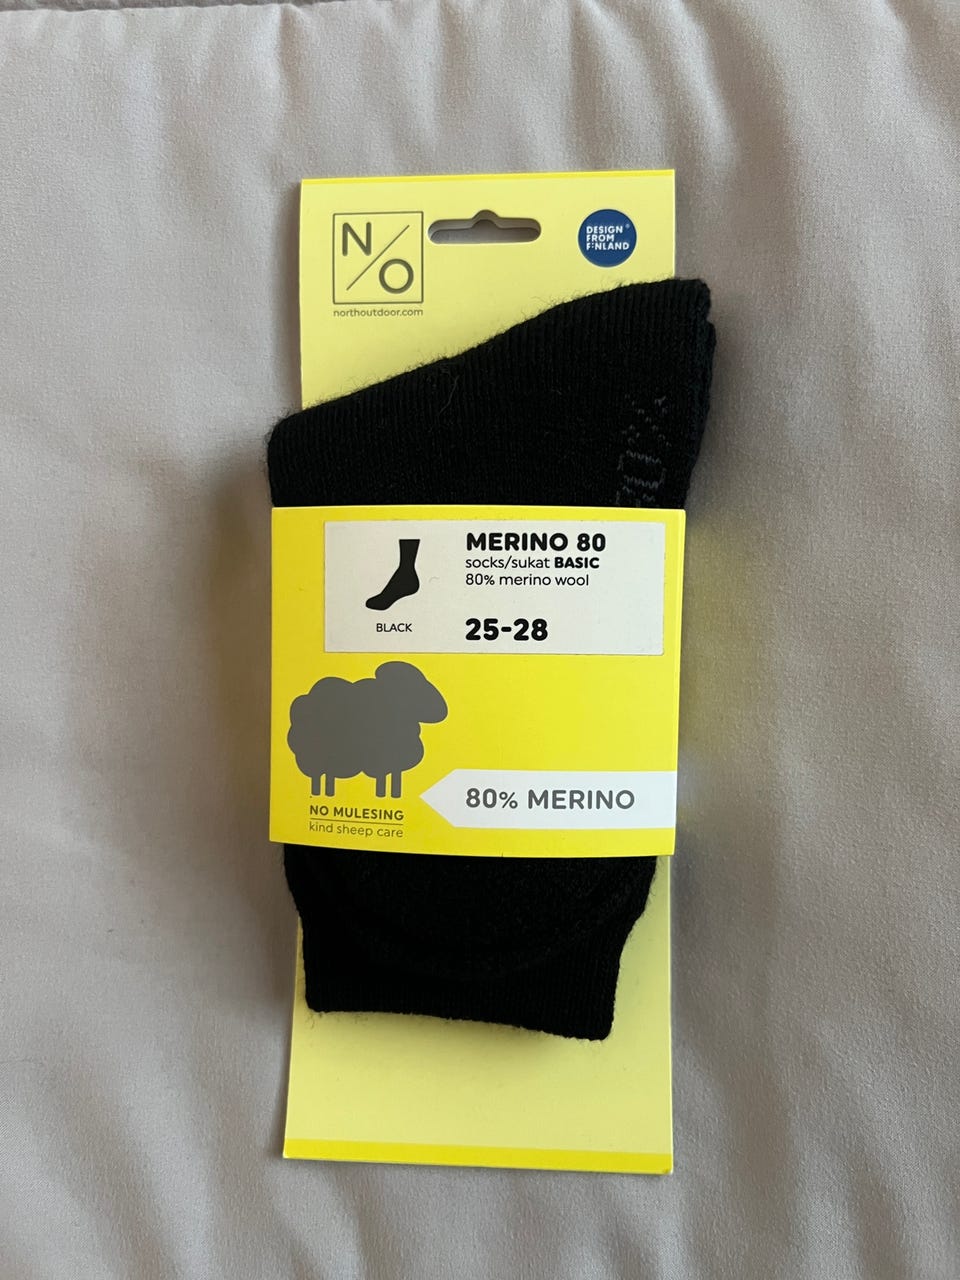 N/O
northoutdoor.com
DESIGN
FROM
FINLAND
MERINO 80
socks/sukat BASIC
80% merino wool
BLACK
25-28
NO MULESING
kind sheep care
80% MERINO